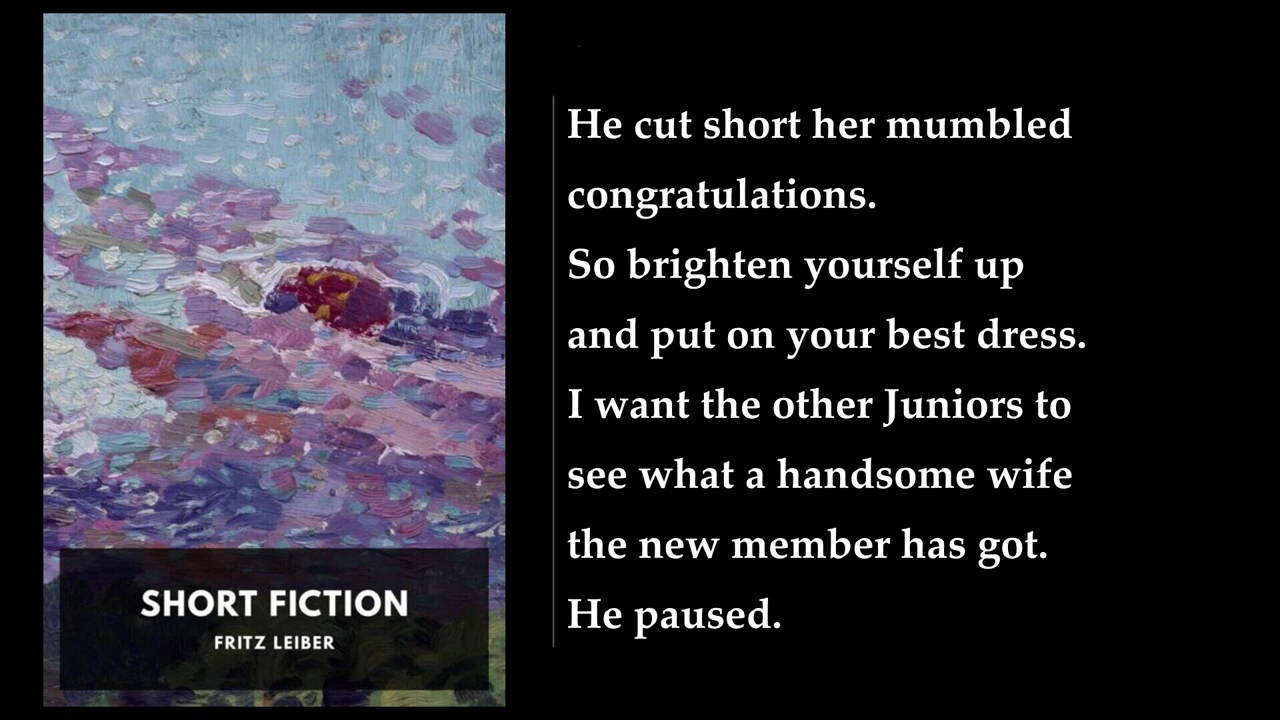 SHORT FICTION
FRITZ LEIBER
He cut short her mumbled
congratulations.
So brighten yourself up
and put on your best dress.
I want the other Juniors to
see what a handsome wife
the new member has got.
He paused.